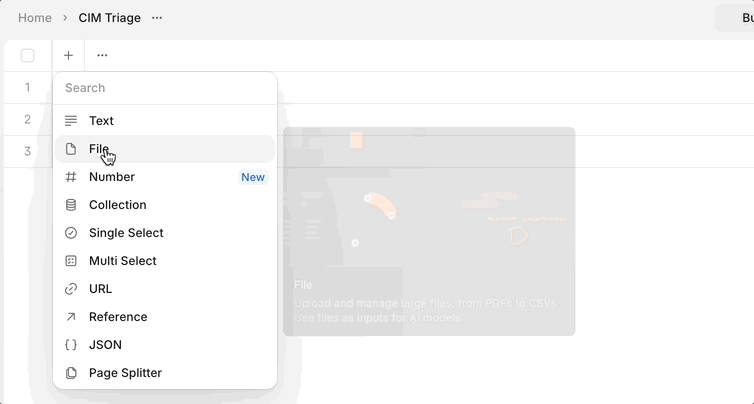 Home > CIM Triage ...
Bu
+ ...
1
Search
Text
2
File
3
# Number New
Collection
Single Select
Multi Select
URL
Reference
{} JSON
Page Splitter
File
Upload and manage large files, from PDFs to CSVs.
Use files as inputs for AI models.